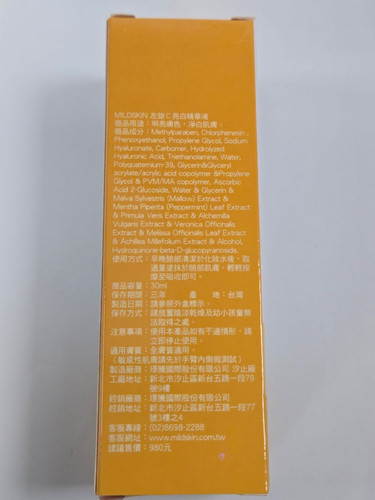 MILDSKIN 左旋C亮白精華液
商品用途：明亮膚色，淨白肌膚。
商品成分：Methylparaben, Chlorphenesin ,
Phenoxyethanol, Propylene Glycol, Sodium
Hyaluronate, Carbomer, Hydrolyzed
Hyaluronic Acid, Triethanolamine, Water,
Polyquaternium-39, Glycerin&Glyceryl
acrylate/acrylic acid copolymer &Propylene
Glycol & PVM/MA copolymer, Ascorbic
Acid 2-Glucoside, Water & Glycerin &
Malva Sylvestris (Mallow) Extract &
Mentha Piperita (Peppermint) Leaf Extract
& Primula Veris Extract & Alchemilla
Vulgaris Extract & Veronica Officinalis
Extract & Melissa Officinalis Leaf Extract
& Achillea Millefolium Extract & Alcohol,
Hydroquinone-beta-D-glucopyranoside.
使用方式：早晚臉部清潔於化妝水後，取
適量塗抹於臉部肌膚，輕輕按
摩至吸收即可。
商品容量：30ml
保存期限：三年 產 地：台灣
製造日期：請參照外盒標示。
保存方式：請放置陰涼乾燥及幼小孩童無
法取得之處。
注意事項：使用本產品如有不適情形，請
立即停止使用。
適用膚質：全膚質適用。
（敏感性肌膚請先於手臂內側做測試）
製造廠商：璟騰國際股份有限公司 汐止廠
工廠地址：新北市汐止區新台五路一段79
號9樓
經銷廠商：璟騰國際股份有限公司
經銷地址：新北市汐止區新台五路一段77
號3樓之4
客服專線：(02)8698-2288
客服網址：www.mildskin.com.tw
建議售價：980元